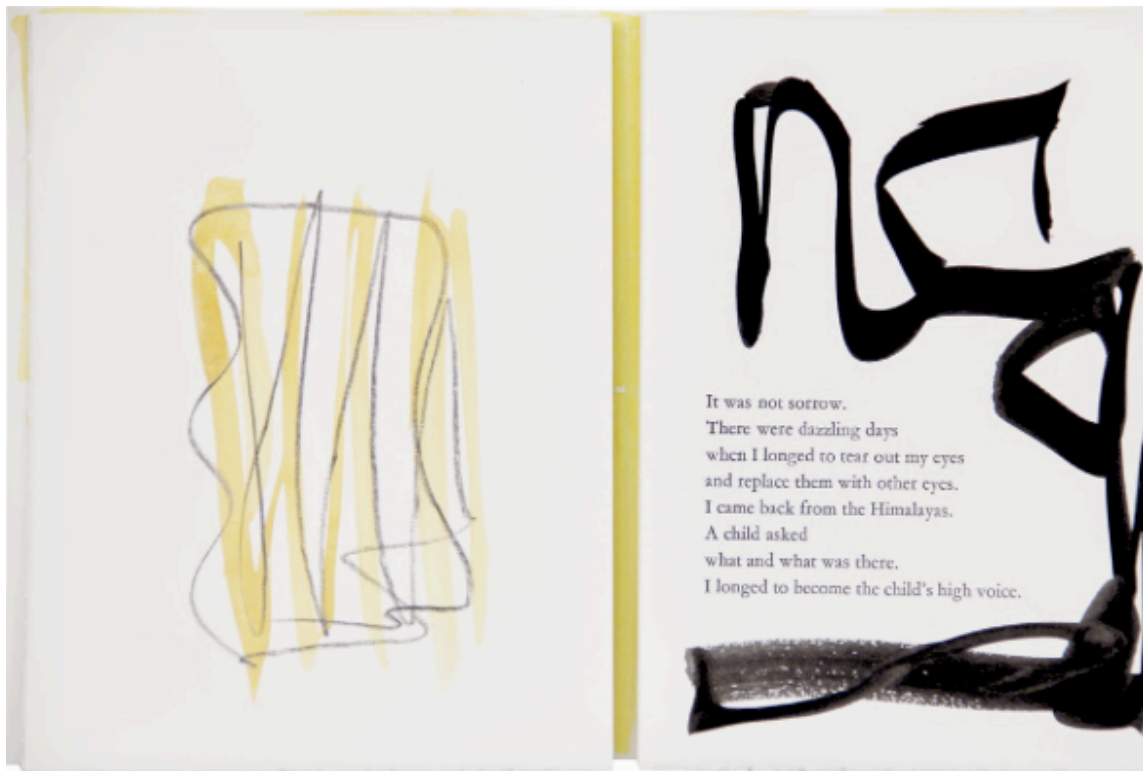 It was not sorrow.
There were dazzling days
when I longed to tear out my eyes
and replace them with other eyes.
I came back from the Himalayas.
A child asked
what and what was there.
I longed to become the child's high voice.